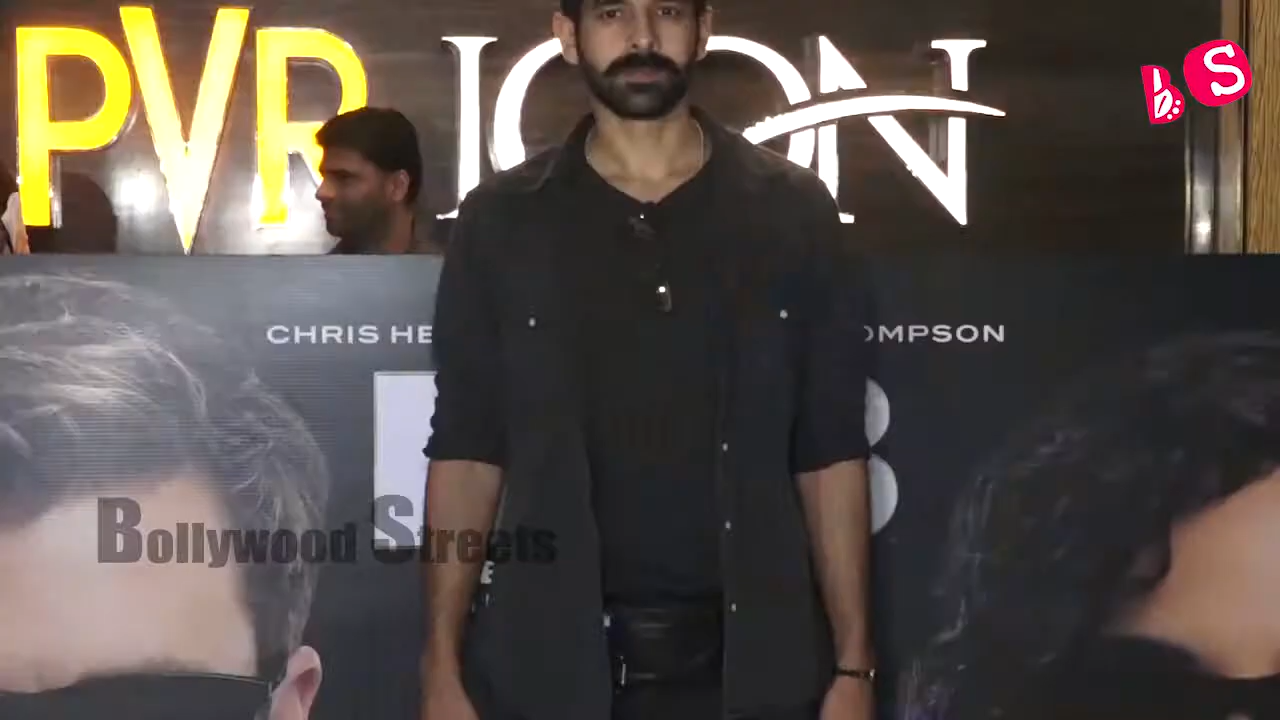 PVR ICON
BS
CHRIS HE OMPSON
B
Bollywood Streets